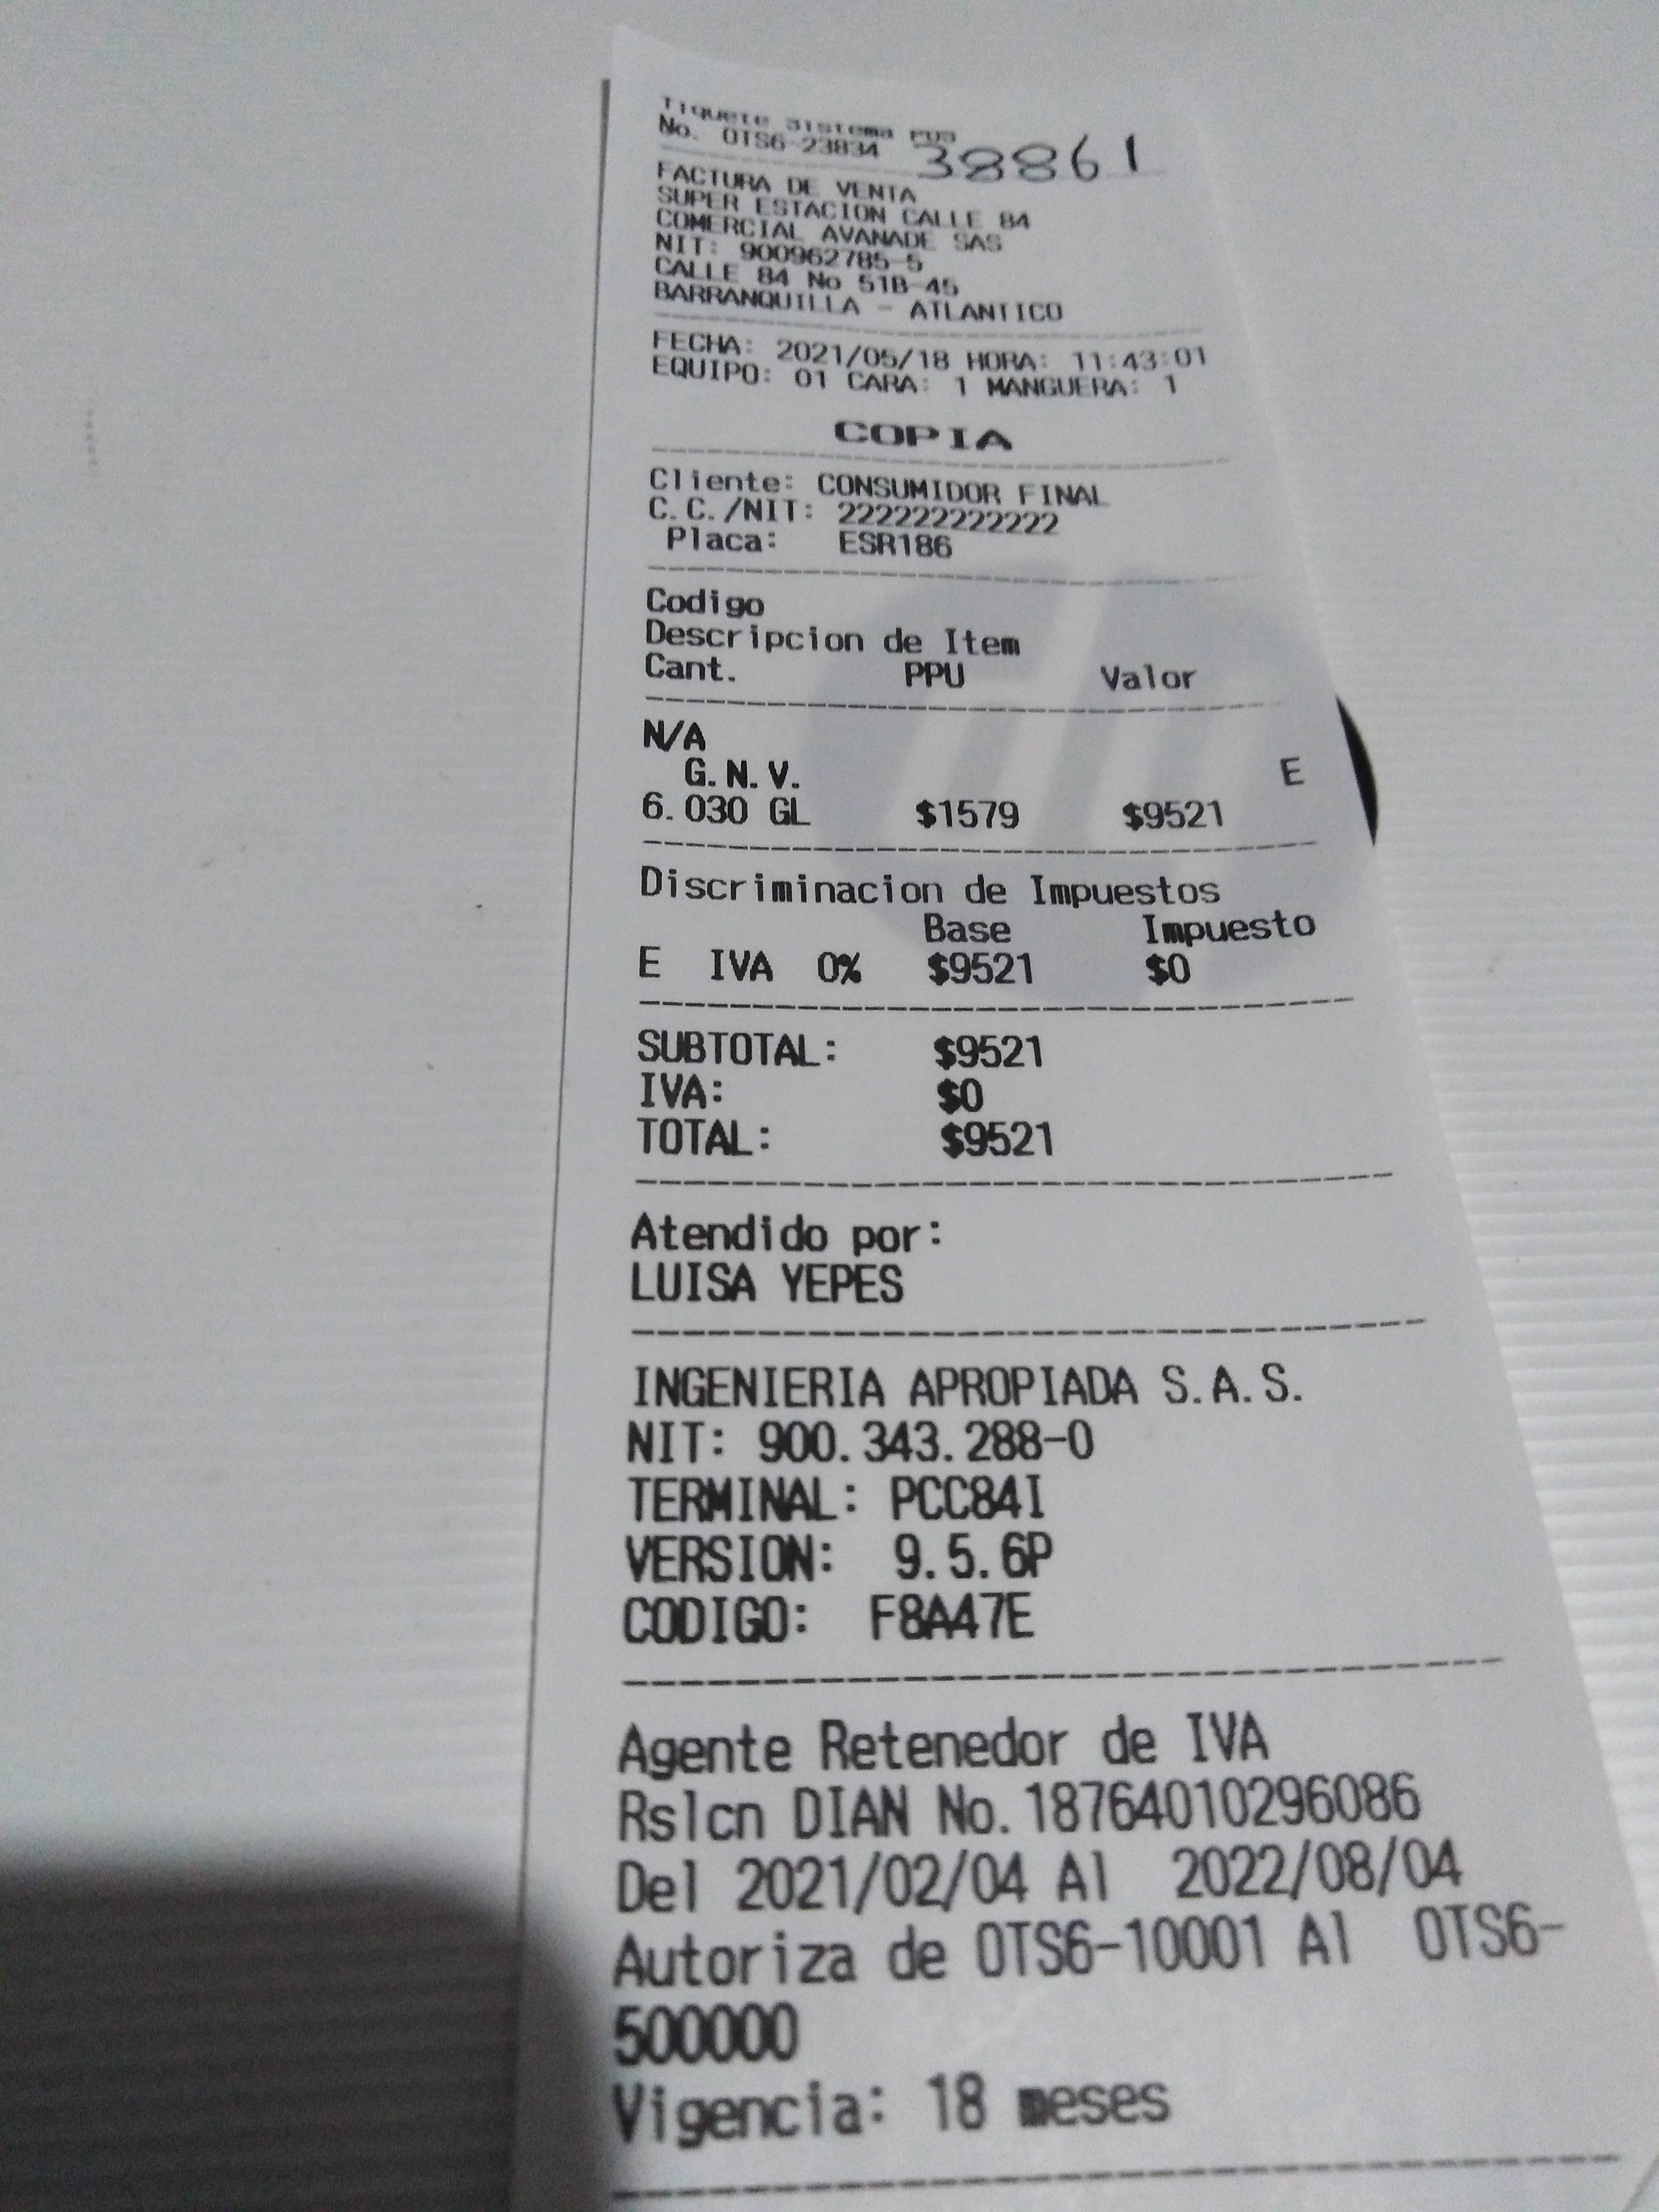 Tiquete Sistema POS
No. OTS6-23834 38861
FACTURA DE VENTA
SUPER ESTACION CALLE 84
COMERCIAL AVANADE SAS
NIT: 900962785-5
CALLE 84 No 51B-45
BARRANQUILLA - ATLANTICO
FECHA: 2021/05/18 HORA: 11:43:01
EQUIPO: 01 CARA: 1 MANGUERA: 1
COPIA
Cliente: CONSUMIDOR FINAL
C.C./NIT: 222222222222
Placa: ESR186
Codigo
Descripcion de Item
Cant. PPU Valor
N/A
G.N.V. E
6.030 GL $1579 $9521
Discriminacion de Impuestos
Base Impuesto
E IVA 0% $9521 $0
SUBTOTAL: $9521
IVA: $0
TOTAL: $9521
Atendido por:
LUISA YEPES
INGENIERIA APROPIADA S.A.S.
NIT: 900.343.288-0
TERMINAL: PCC84I
VERSION: 9.5.6P
CODIGO: F8A47E
Agente Retenedor de IVA
Rslcn DIAN No.18764010296086
Del 2021/02/04 Al 2022/08/04
Autoriza de OTS6-10001 Al OTS6-
500000
Vigencia: 18 meses